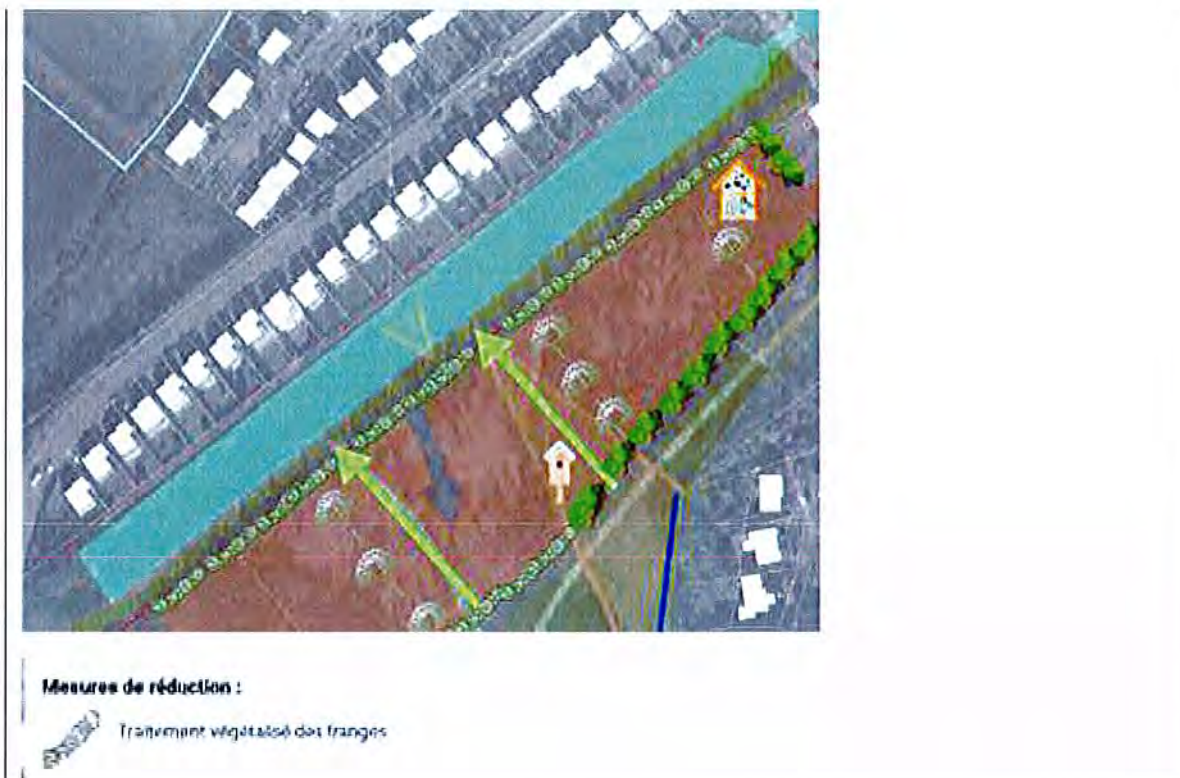 Mesures de réduction :
Traitement végétalisé des franges